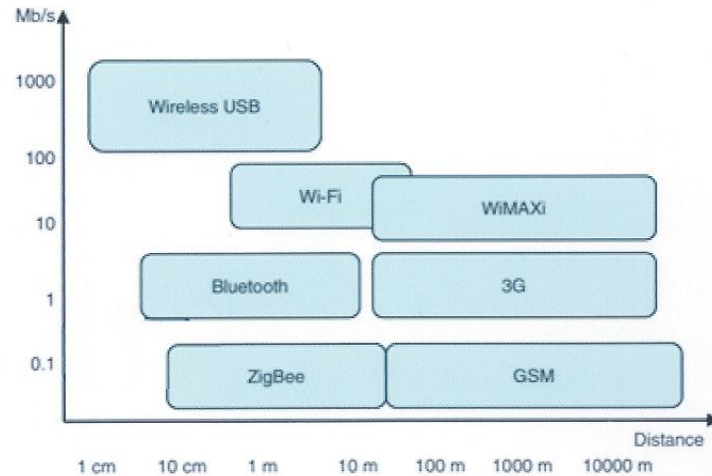 Mb/s
1000
Wireless USB
100
Wi-Fi
WiMAXi
10
Bluetooth
3G
1
0.1
ZigBee
GSM
Distance
1 cm 10 cm 1 m 10 m 100 m 1000 m 10000 m